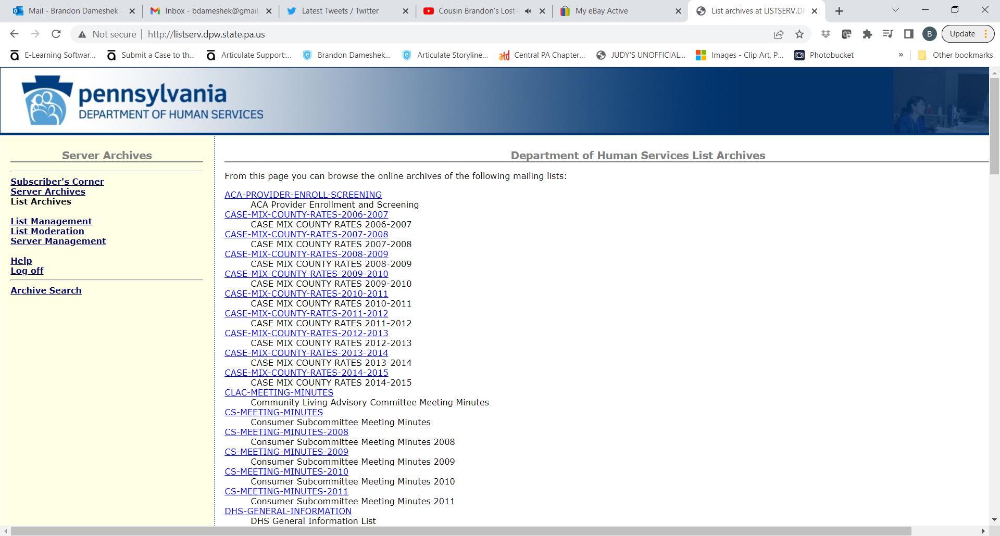 Mail - Brandon Dameshek - Inbox - bdameshek@gmail. Latest Tweets / Twitter Cousin Brandon's Lost- My eBay Active List archives at LISTSERV.DP
Not secure http://listserv.dpw.state.pa.us B Update
E-Learning Softwar... Submit a Case to th... Articulate Support:... Brandon Dameshek... Articulate Storyline... atd Central PA Chapter... JUDY'S UNOFFICIAL... Images - Clip Art, P... Photobucket » Other bookmarks
pennsylvania
DEPARTMENT OF HUMAN SERVICES
Server Archives
Subscriber's Corner
Server Archives
List Archives
List Management
List Moderation
Server Management
Help
Log off
Archive Search
Department of Human Services List Archives
From this page you can browse the online archives of the following mailing lists:
ACA-PROVIDER-ENROLL-SCREENING
ACA Provider Enrollment and Screening
CASE-MIX-COUNTY-RATES-2006-2007
CASE MIX COUNTY RATES 2006-2007
CASE-MIX-COUNTY-RATES-2007-2008
CASE MIX COUNTY RATES 2007-2008
CASE-MIX-COUNTY-RATES-2008-2009
CASE MIX COUNTY RATES 2008-2009
CASE-MIX-COUNTY-RATES-2009-2010
CASE MIX COUNTY RATES 2009-2010
CASE-MIX-COUNTY-RATES-2010-2011
CASE MIX COUNTY RATES 2010-2011
CASE-MIX-COUNTY-RATES-2011-2012
CASE MIX COUNTY RATES 2011-2012
CASE-MIX-COUNTY-RATES-2012-2013
CASE MIX COUNTY RATES 2012-2013
CASE-MIX-COUNTY-RATES-2013-2014
CASE MIX COUNTY RATES 2013-2014
CASE-MIX-COUNTY-RATES-2014-2015
CASE MIX COUNTY RATES 2014-2015
CLAC-MEETING-MINUTES
Community Living Advisory Committee Meeting Minutes
CS-MEETING-MINUTES
Consumer Subcommittee Meeting Minutes
CS-MEETING-MINUTES-2008
Consumer Subcommittee Meeting Minutes 2008
CS-MEETING-MINUTES-2009
Consumer Subcommittee Meeting Minutes 2009
CS-MEETING-MINUTES-2010
Consumer Subcommittee Meeting Minutes 2010
CS-MEETING-MINUTES-2011
Consumer Subcommittee Meeting Minutes 2011
DHS-GENERAL-INFORMATION
DHS General Information List